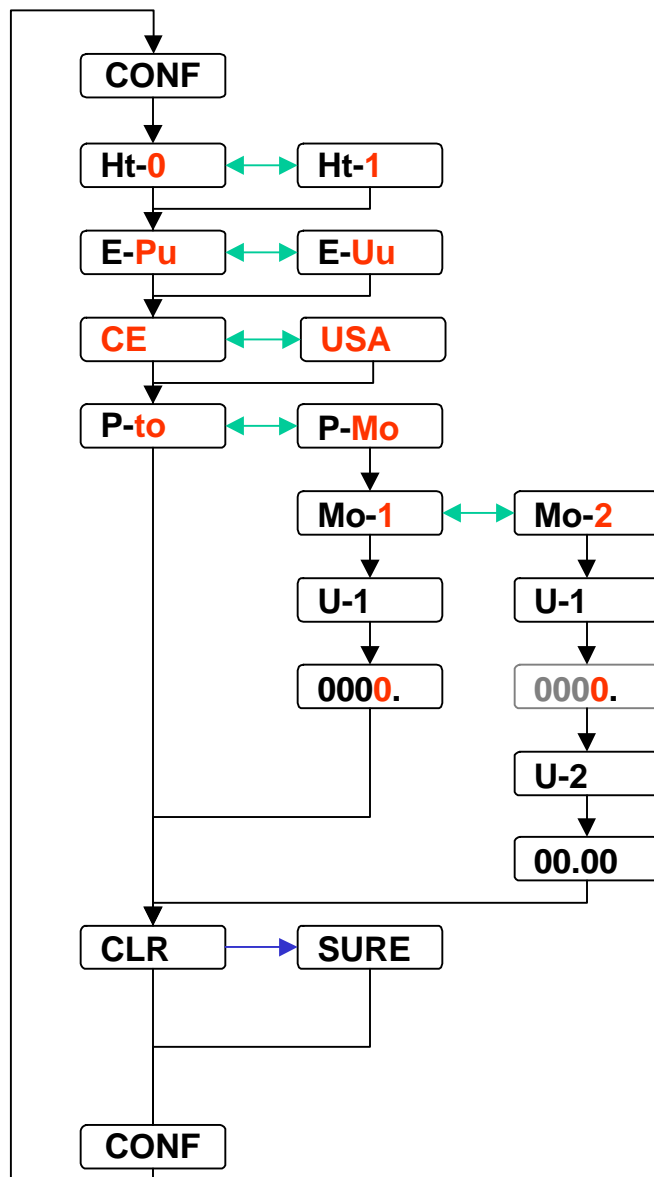 CONF
Ht-0 Ht-1
E-Pu E-Uu
CE USA
P-to P-Mo
Mo-1 Mo-2
U-1 U-1
0000. 0000.
U-2
00.00
CLR SURE
CONF